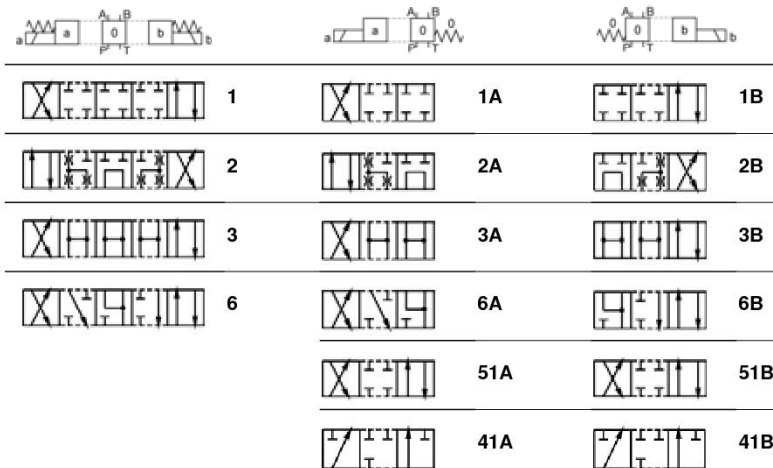 A B
a a 0 b b
P T
A B
a a 0 0
P T
A B
0 0 b b
P T
1 1A 1B
2 2A 2B
3 3A 3B
6 6A 6B
51A 51B
41A 41B